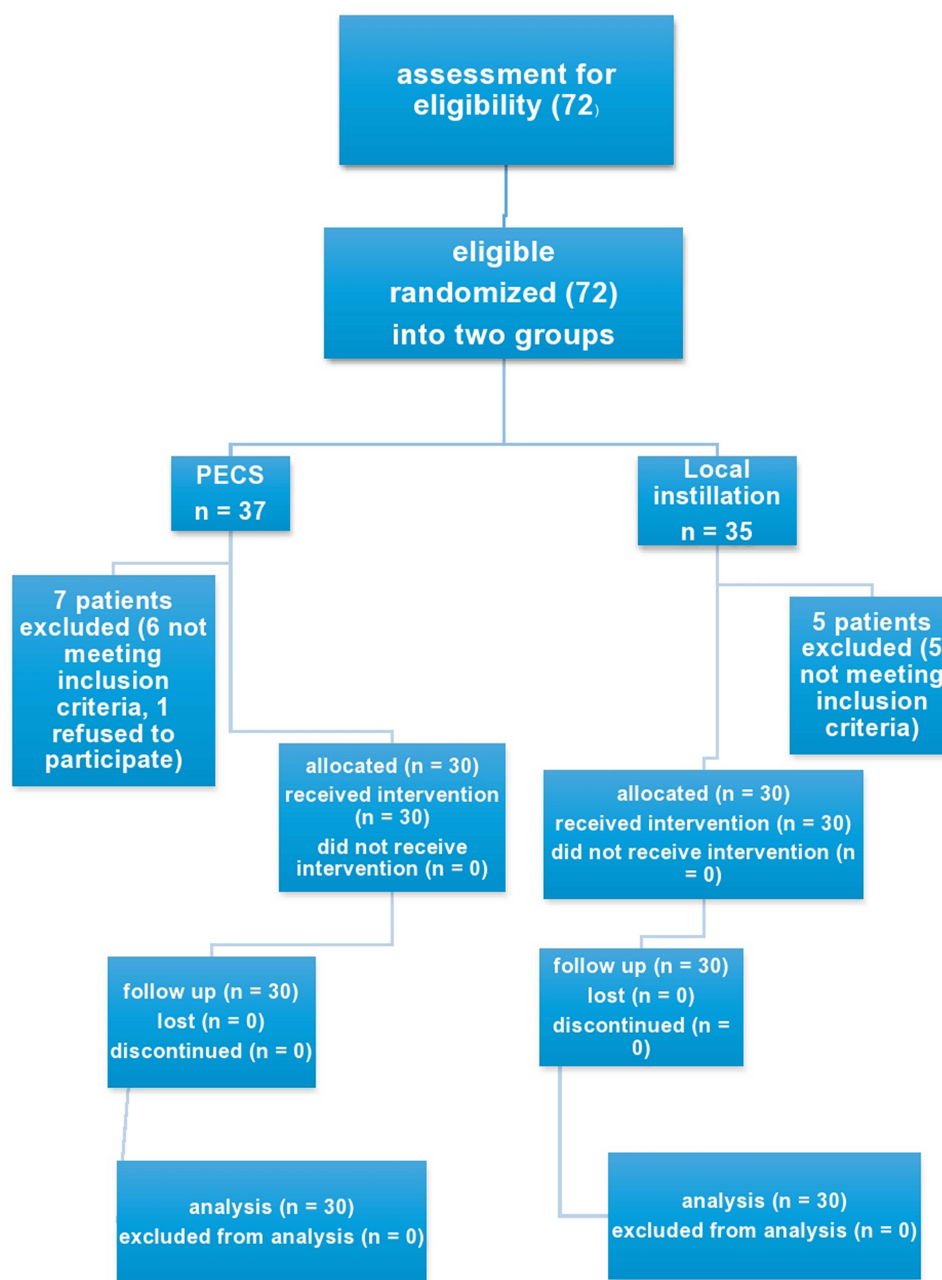 assessment for
eligibility (72)
eligible
randomized (72)
into two groups
PECS
n = 37
Local
instillation
n = 35
7 patients
excluded (6 not
meeting
inclusion
criteria, 1
refused to
participate)
5 patients
excluded (5
not meeting
inclusion
criteria)
allocated (n = 30)
received intervention
(n = 30)
did not receive
intervention (n = 0)
allocated (n = 30)
received intervention (n = 30)
did not receive intervention (n
= 0)
follow up (n = 30)
lost (n = 0)
discontinued (n = 0)
follow up (n = 30)
lost (n = 0)
discontinued (n =
0)
analysis (n = 30)
excluded from analysis (n = 0)
analysis (n = 30)
excluded from analysis (n = 0)